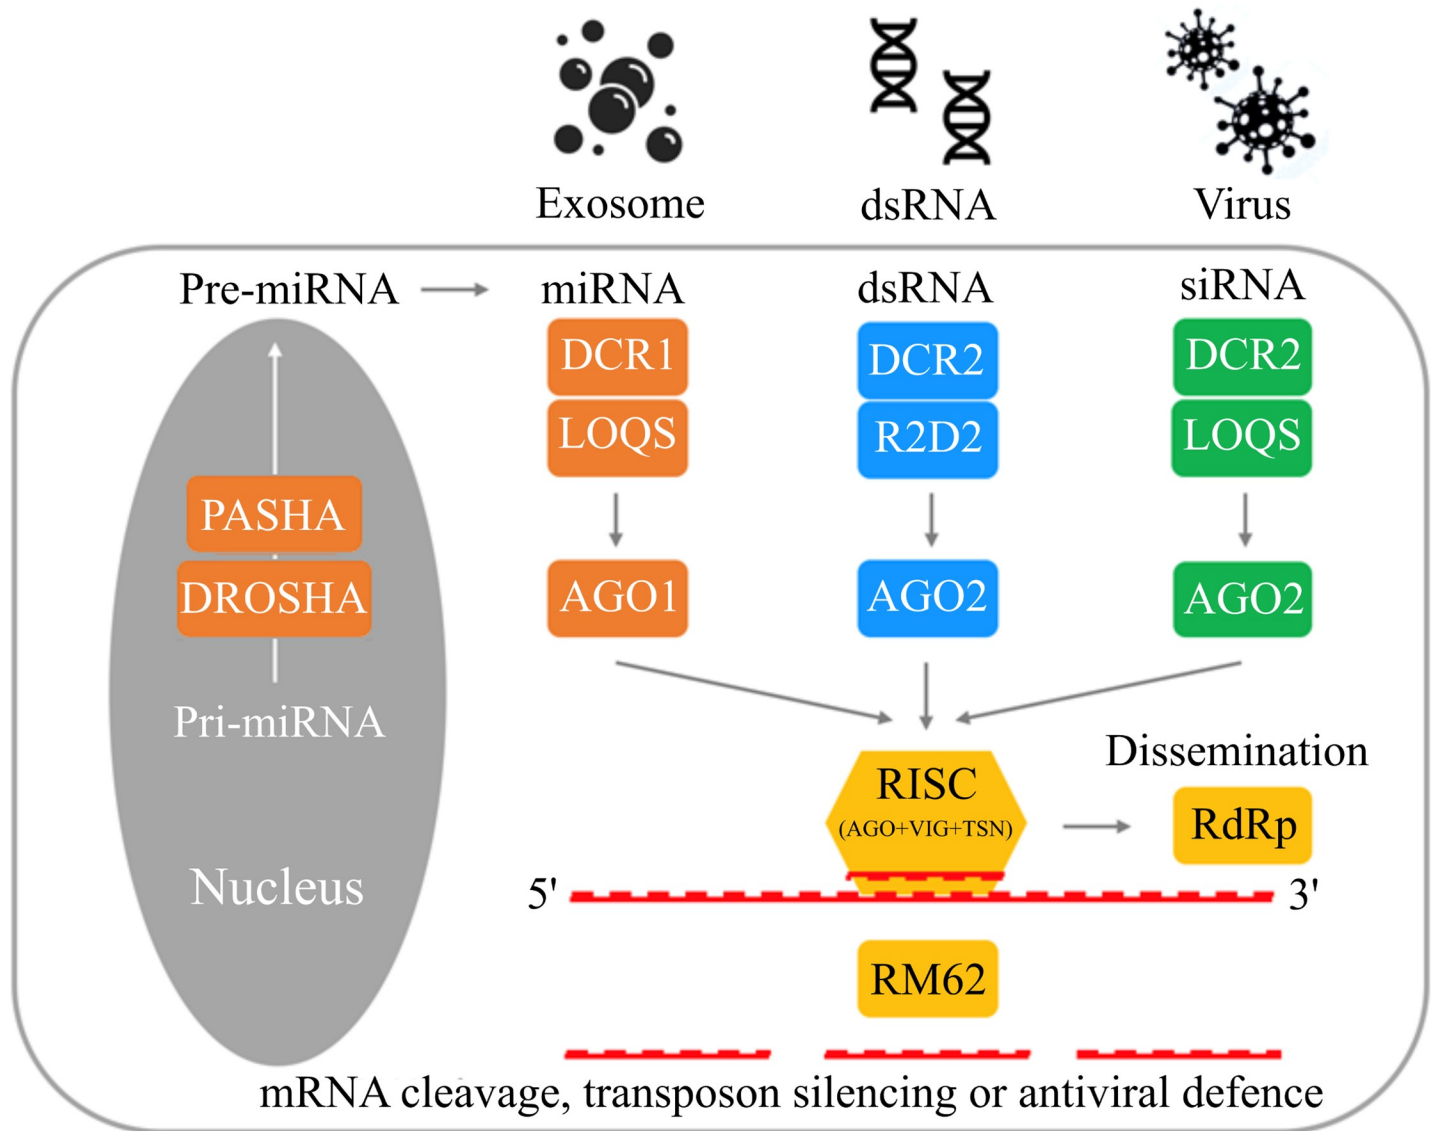 Exosome
dsRNA
Virus
Pre-miRNA
miRNA
dsRNA
siRNA
DCR1
DCR2
DCR2
LOQS
R2D2
LOQS
PASHA
DROSHA
AGO1
AGO2
AGO2
Pri-miRNA
Nucleus
RISC
(AGO+VIG+TSN)
Dissemination
RdRp
5'
3'
RM62
mRNA cleavage, transposon silencing or antiviral defence